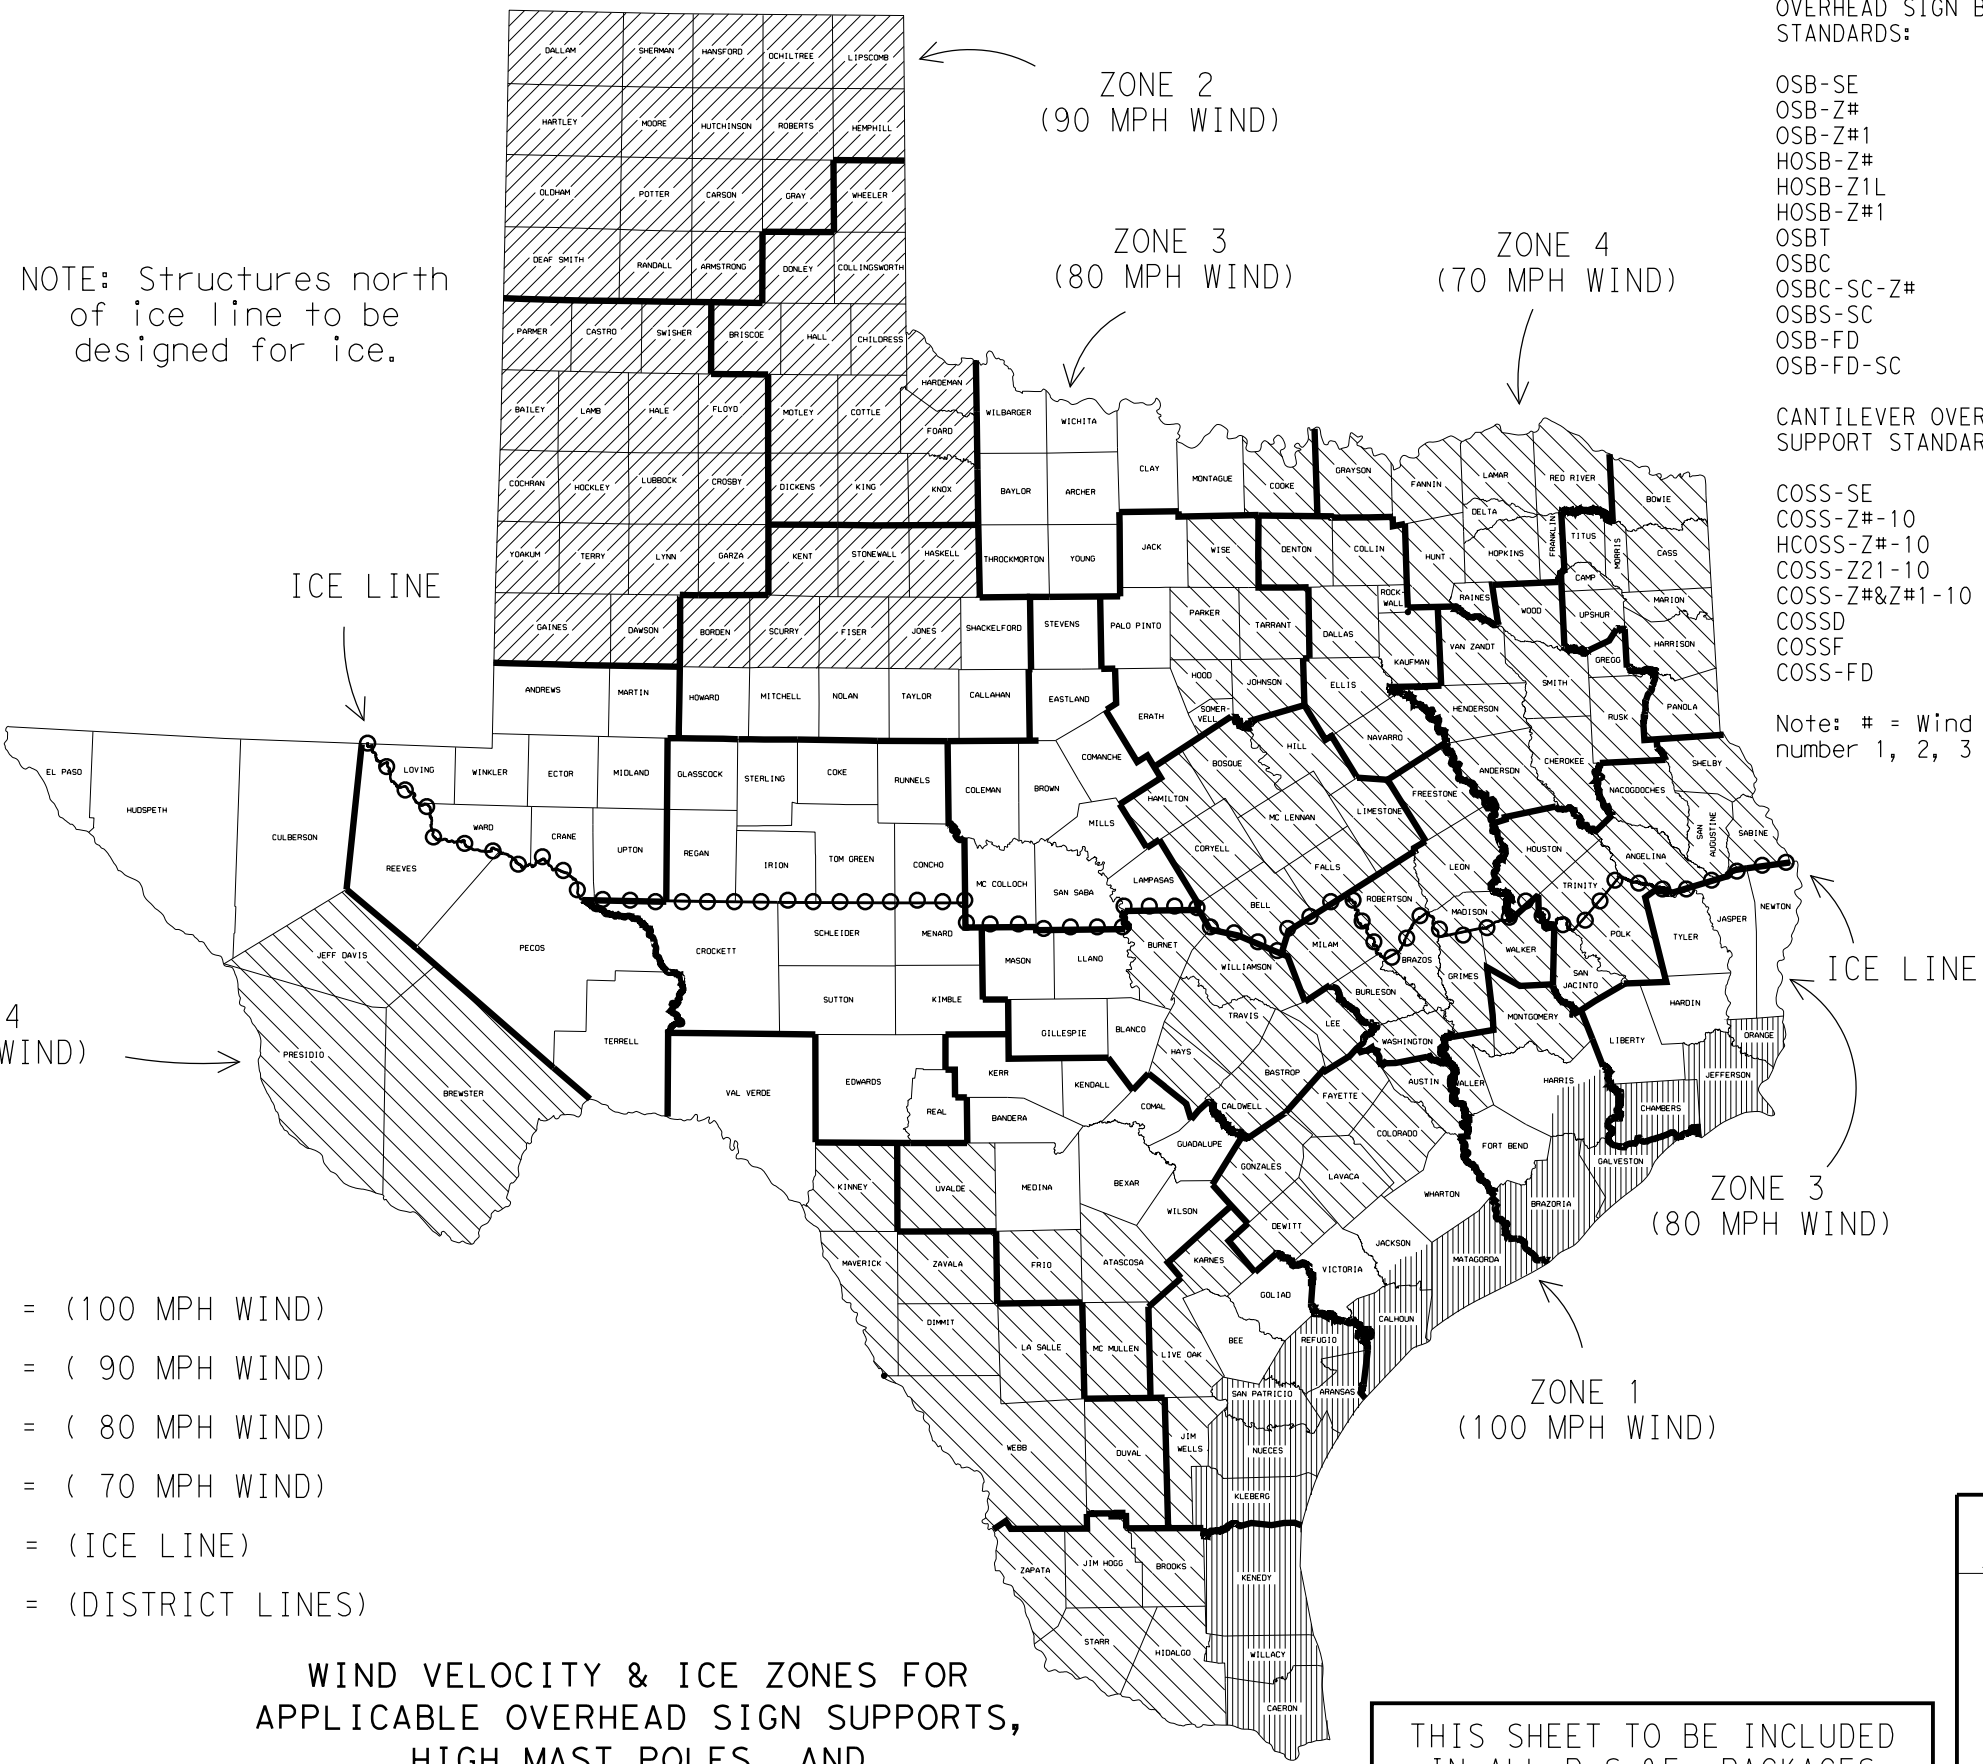 OVERHEAD SIGN B
STANDARDS:
OSB-SE
OSB-Z#
OSB-Z#1
HOSB-Z#
HOSB-Z1L
HOSB-Z#1
OSBT
OSBC
OSBC-SC-Z#
OSBS-SC
OSB-FD
OSB-FD-SC
CANTILEVER OVER
SUPPORT STANDAR
COSS-SE
COSS-Z#-10
HCOSS-Z#-10
COSS-Z21-10
COSS-Z#&Z#1-10
COSSD
COSSF
COSS-FD
Note: # = Wind
number 1, 2, 3
ZONE 2
(90 MPH WIND)
ZONE 3
(80 MPH WIND)
ZONE 4
(70 MPH WIND)
NOTE: Structures north
of ice line to be
designed for ice.
ICE LINE
DALLAM SHERMAN HANSFORD OCHILTREE LIPSCOMB
HARTLEY MOORE HUTCHINSON ROBERTS HEMPHILL
OLDHAM POTTER CARSON GRAY WHEELER
DEAF SMITH RANDALL ARMSTRONG DONLEY COLLINGSWORTH
PARMER CASTRO SWISHER BRISCOE HALL CHILDRESS
HARDEMAN
BAILEY LAMB HALE FLOYD MOTLEY COTTLE FOARD WILBARGER WICHITA
COCHRAN HOCKLEY LUBBOCK CROSBY DICKENS KING KNOX BAYLOR ARCHER CLAY MONTAGUE COOKE GRAYSON FANNIN LAMAR RED RIVER BOWIE
DELTA
YOAKUM TERRY LYNN GARZA KENT STONEWALL HASKELL THROCKMORTON YOUNG JACK WISE DENTON COLLIN HUNT HOPKINS FRANKLIN TITUS MORRIS CASS
CAMP
GAINES DAWSON BORDEN SCURRY FISER JONES SHACKELFORD STEVENS PALO PINTO PARKER TARRANT DALLAS
ROCK-
WALL
RAINES WOOD UPSHUR MARION
HARRISON
ANDREWS MARTIN HOWARD MITCHELL NOLAN TAYLOR CALLAHAN EASTLAND ERATH HOOD
SOMER-
VELL
JOHNSON ELLIS KAUFMAN VAN ZANDT SMITH GREGG
HENDERSON RUSK PANOLA
EL PASO HUDSPETH CULBERSON REEVES LOVING WINKLER ECTOR MIDLAND GLASSCOCK STERLING COKE RUNNELS COLEMAN BROWN COMANCHE HAMILTON BOSQUE HILL NAVARRO
ANDERSON CHEROKEE NACOGDOCHES SHELBY
WARD CRANE UPTON REGAN IRION TOM GREEN CONCHO MC COLLOCH SAN SABA MILLS LAMPASAS CORYELL MC LENNAN LIMESTONE FREESTONE
FALLS LEON HOUSTON ANGELINA
SAN
AUGUSTINE
SABINE
BELL ROBERTSON MADISON TRINITY
JEFF DAVIS PECOS CROCKETT SCHLEIDER MENARD MASON LLANO BURNET WILLIAMSON MILAM BRAZOS WALKER POLK TYLER JASPER NEWTON
ICE LINE
PRESIDIO BREWSTER TERRELL SUTTON KIMBLE GILLESPIE BLANCO TRAVIS BURLESON LEE GRIMES
SAN
JACINTO
HARDIN
MONTGOMERY LIBERTY ORANGE
VAL VERDE EDWARDS REAL KERR KENDALL HAYS BASTROP WASHINGTON AUSTIN WALLER HARRIS CHAMBERS JEFFERSON
BANDERA COMAL CALDWELL FAYETTE COLORADO FORT BEND
4
WIND)
KINNEY UVALDE MEDINA BEXAR GUADALUPE GONZALES LAVACA WHARTON BRAZORIA GALVESTON
WILSON DEWITT JACKSON MATAGORDA
ZONE 3
(80 MPH WIND)
MAVERICK ZAVALA FRIO ATASCOSA KARNES GOLIAD VICTORIA CALHOUN
DIMMIT LA SALLE MC MULLEN LIVE OAK BEE REFUGIO
SAN PATRICIO ARANSAS
ZONE 1
(100 MPH WIND)
WEBB DUVAL
JIM
WELLS
NUECES
KLEBERG
ZAPATA JIM HOGG BROOKS KENEDY
STARR HIDALGO WILLACY
CAERON
= (100 MPH WIND)
= ( 90 MPH WIND)
= ( 80 MPH WIND)
= ( 70 MPH WIND)
= (ICE LINE)
= (DISTRICT LINES)
WIND VELOCITY & ICE ZONES FOR
APPLICABLE OVERHEAD SIGN SUPPORTS,
HIGH MAST POLES, AND
THIS SHEET TO BE INCLUDED
IN ALL P.S.&E. PACKAGES